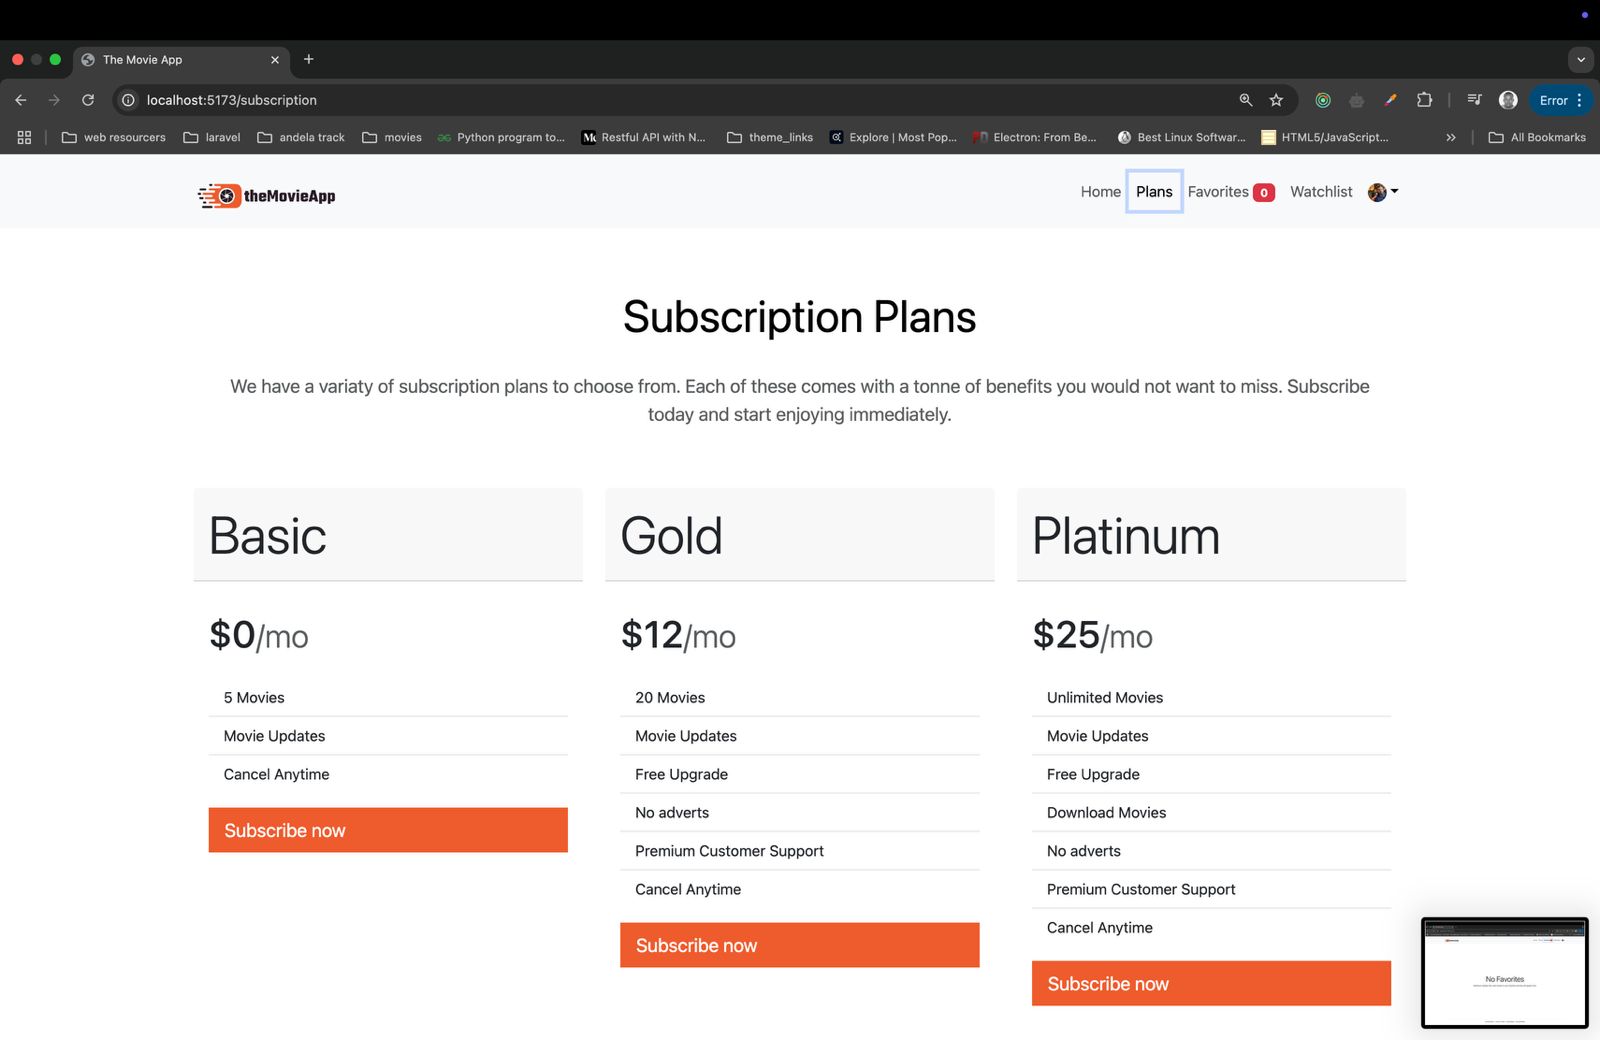 The Movie App
localhost:5173/subscription
Error
web resourcers
laravel
andela track
movies
Python program to...
Restful API with N...
theme_links
Explore | Most Pop...
Electron: From Be...
Best Linux Softwar...
HTML5/JavaScript...
All Bookmarks
theMovieApp
Home
Plans
Favorites 0
Watchlist
Subscription Plans
We have a variaty of subscription plans to choose from. Each of these comes with a tonne of benefits you would not want to miss. Subscribe
today and start enjoying immediately.
Basic
$0/mo
5 Movies
Movie Updates
Cancel Anytime
Subscribe now
Gold
$12/mo
20 Movies
Movie Updates
Free Upgrade
No adverts
Premium Customer Support
Cancel Anytime
Subscribe now
Platinum
$25/mo
Unlimited Movies
Movie Updates
Free Upgrade
Download Movies
No adverts
Premium Customer Support
Cancel Anytime
Subscribe now
No Favorites